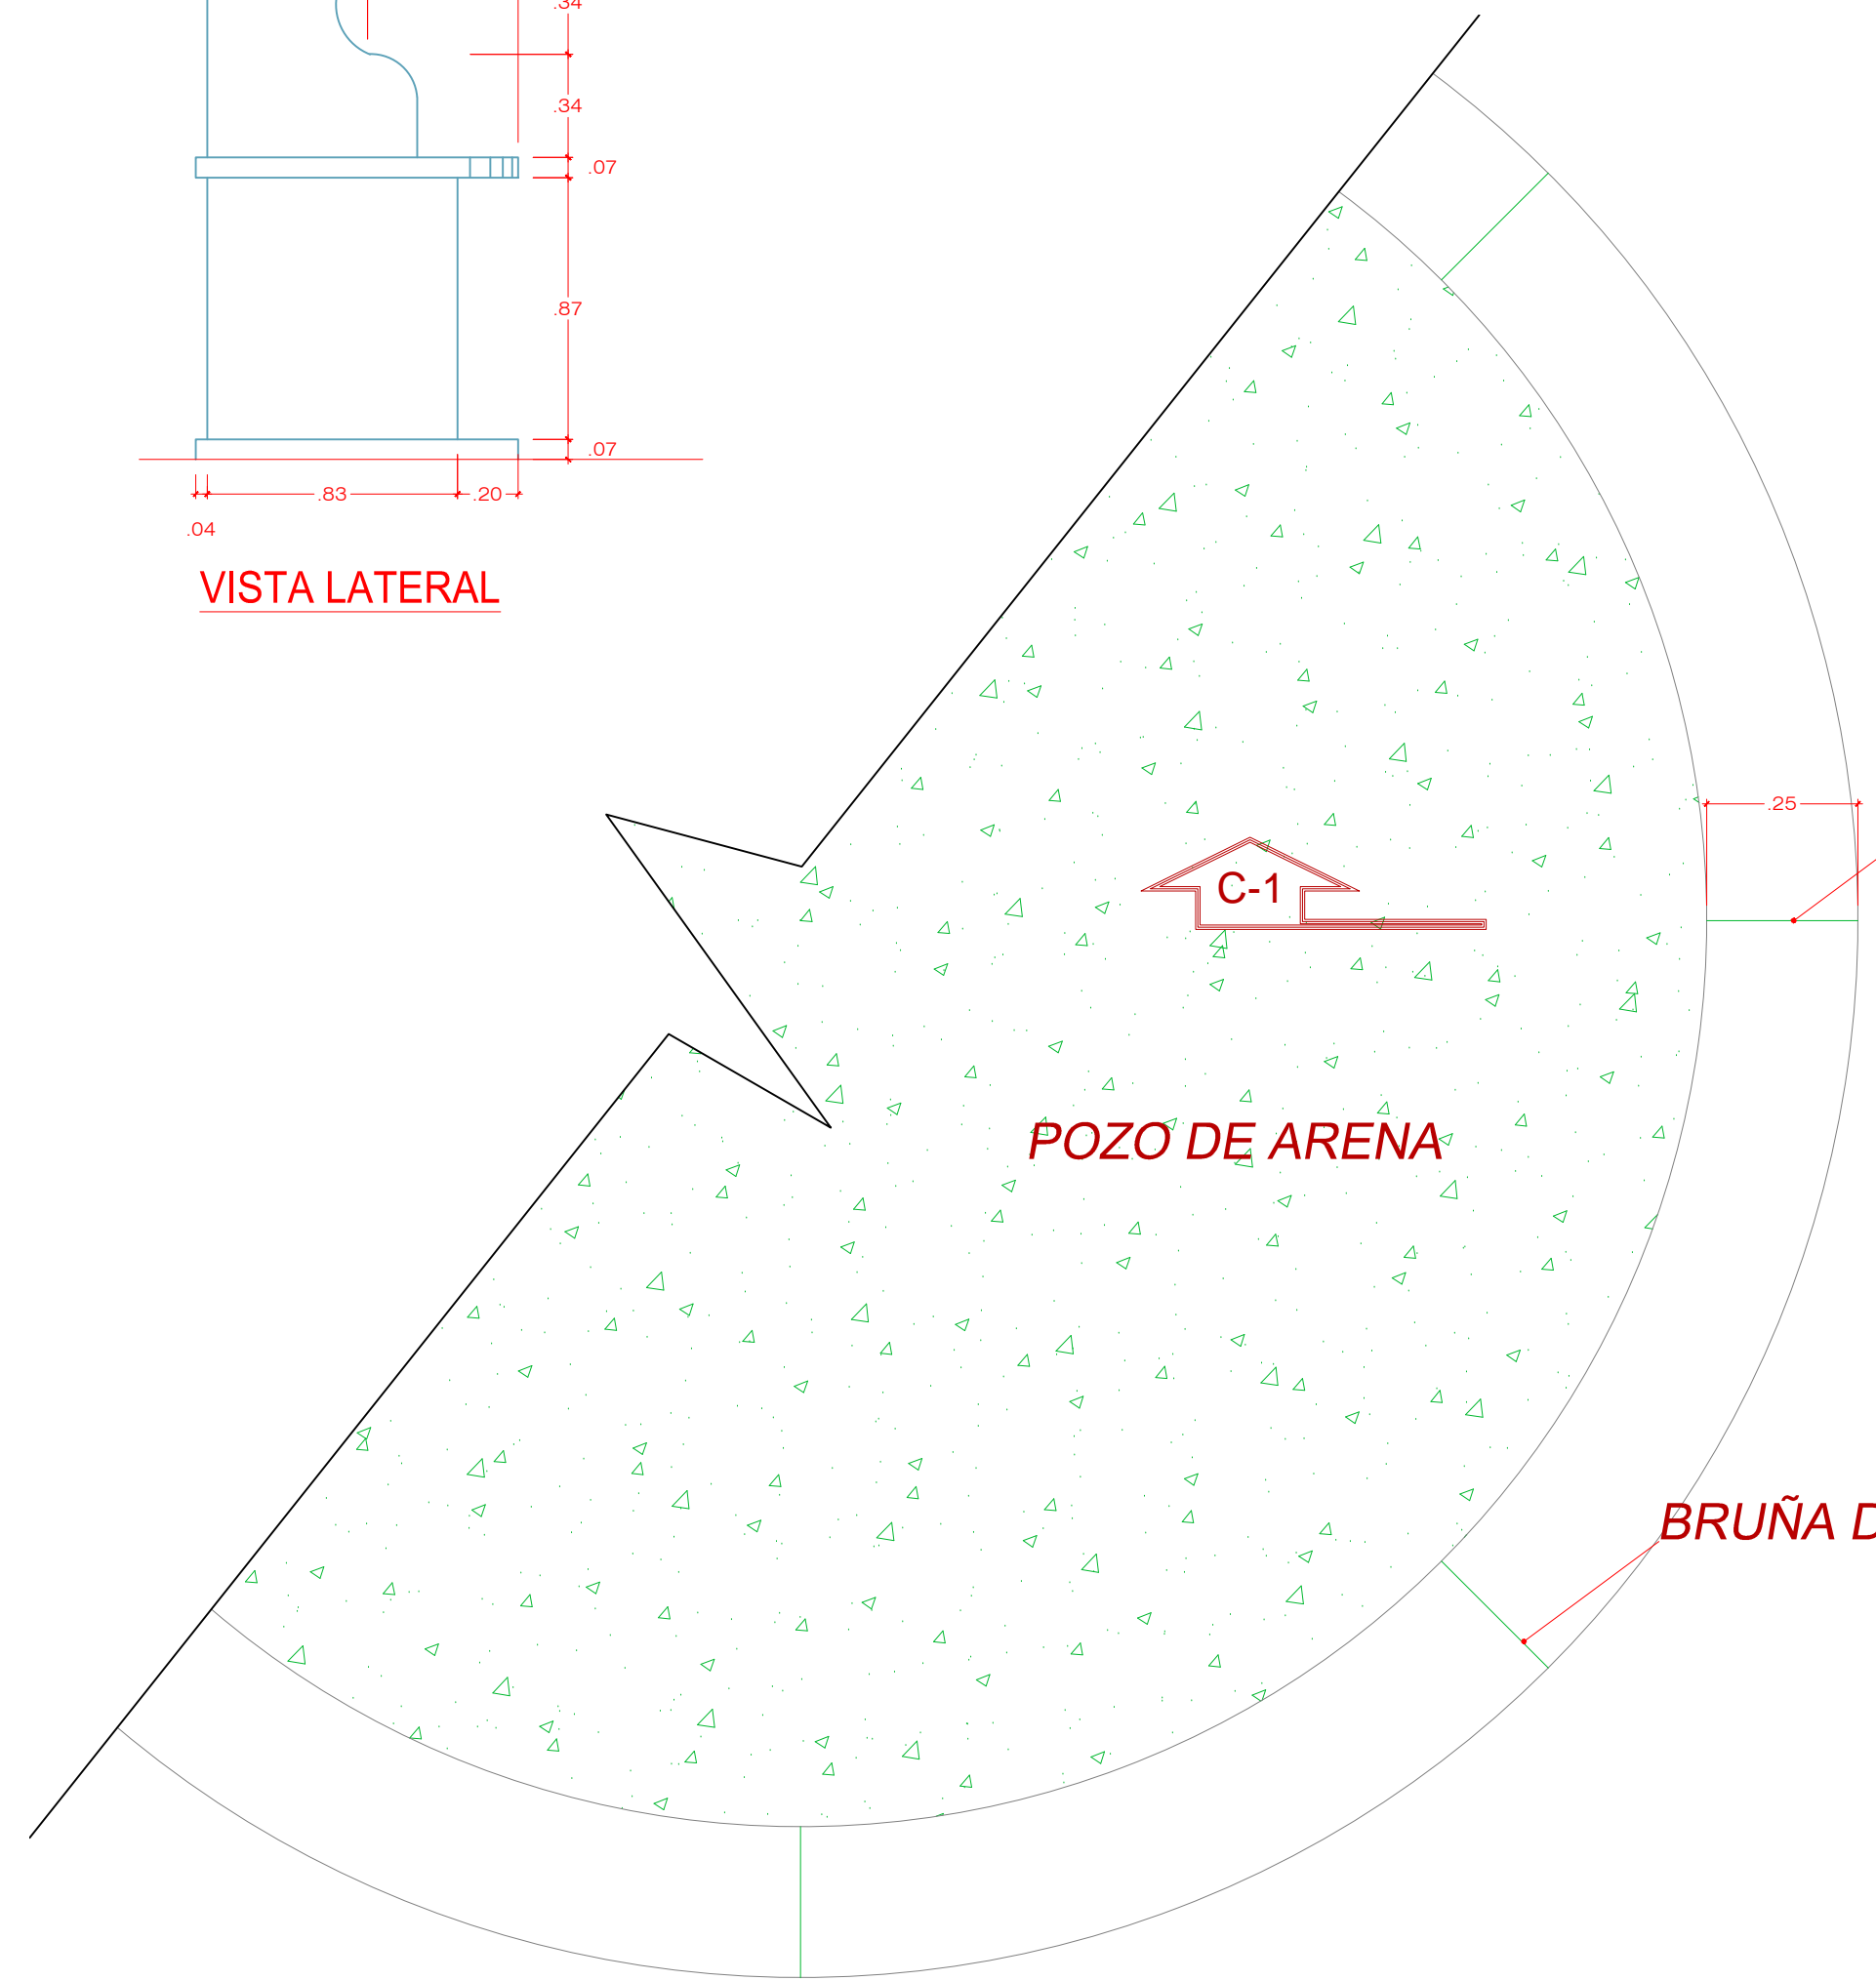 .34
.34
.07
.87
.07
.83
.20
.04
VISTA LATERAL
.25
C-1
POZO DE ARENA
BRUÑA D